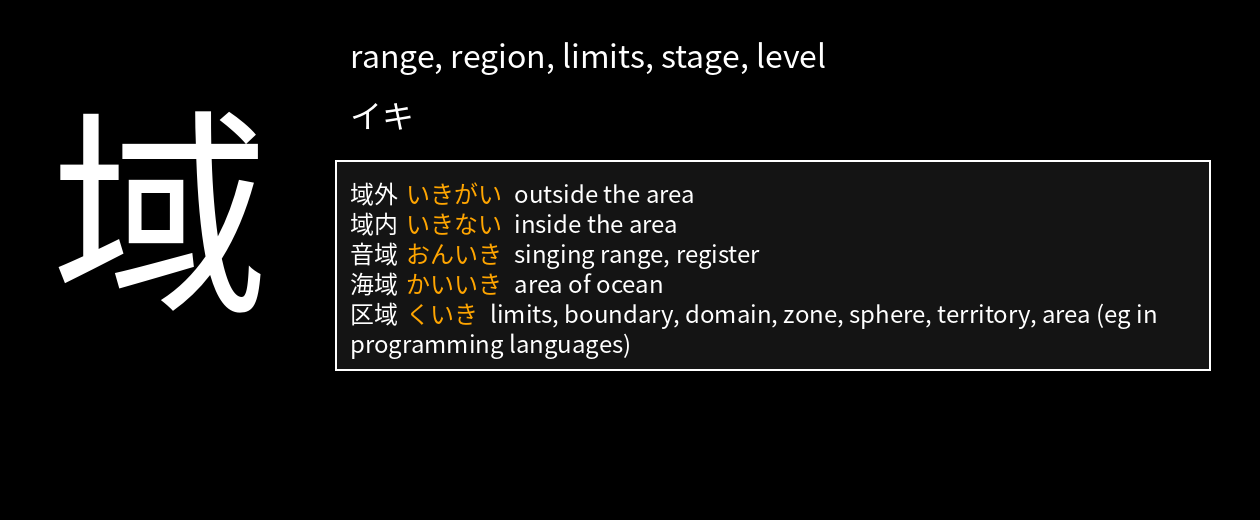 域
range, region, limits, stage, level
イキ
域外 いきがい outside the area
域内 いきない inside the area
音域 おんいき singing range, register
海域 かいいき area of ocean
区域 くいき limits, boundary, domain, zone, sphere, territory, area (eg in
programming languages)